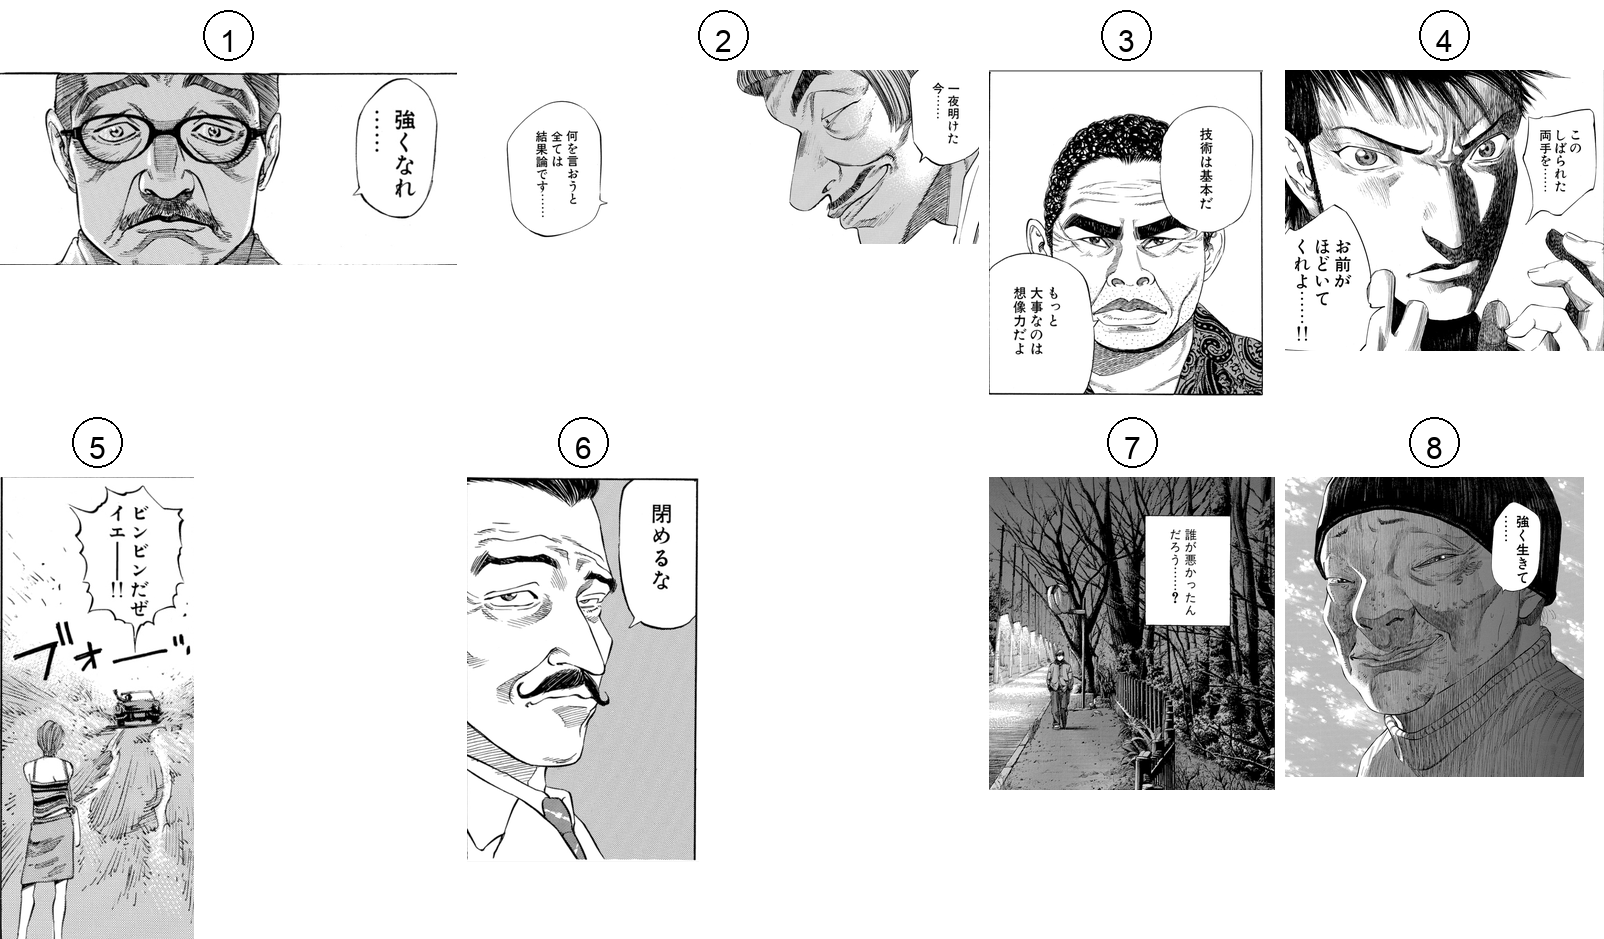 1
強くなれ
……
2
一夜明けた
今……
何を言おうと
全ては
結果論です……
3
技術は基本だ
もっと
大事なのは
想像力だよ
4
この
しばられた
両手を……
お前が
ほどいて
くれよ……!!
5
ビンビンだぜ
イエ──!!
ブォー
6
閉めるな
7
誰が悪かったん
だろう……?
8
強く生きて
……